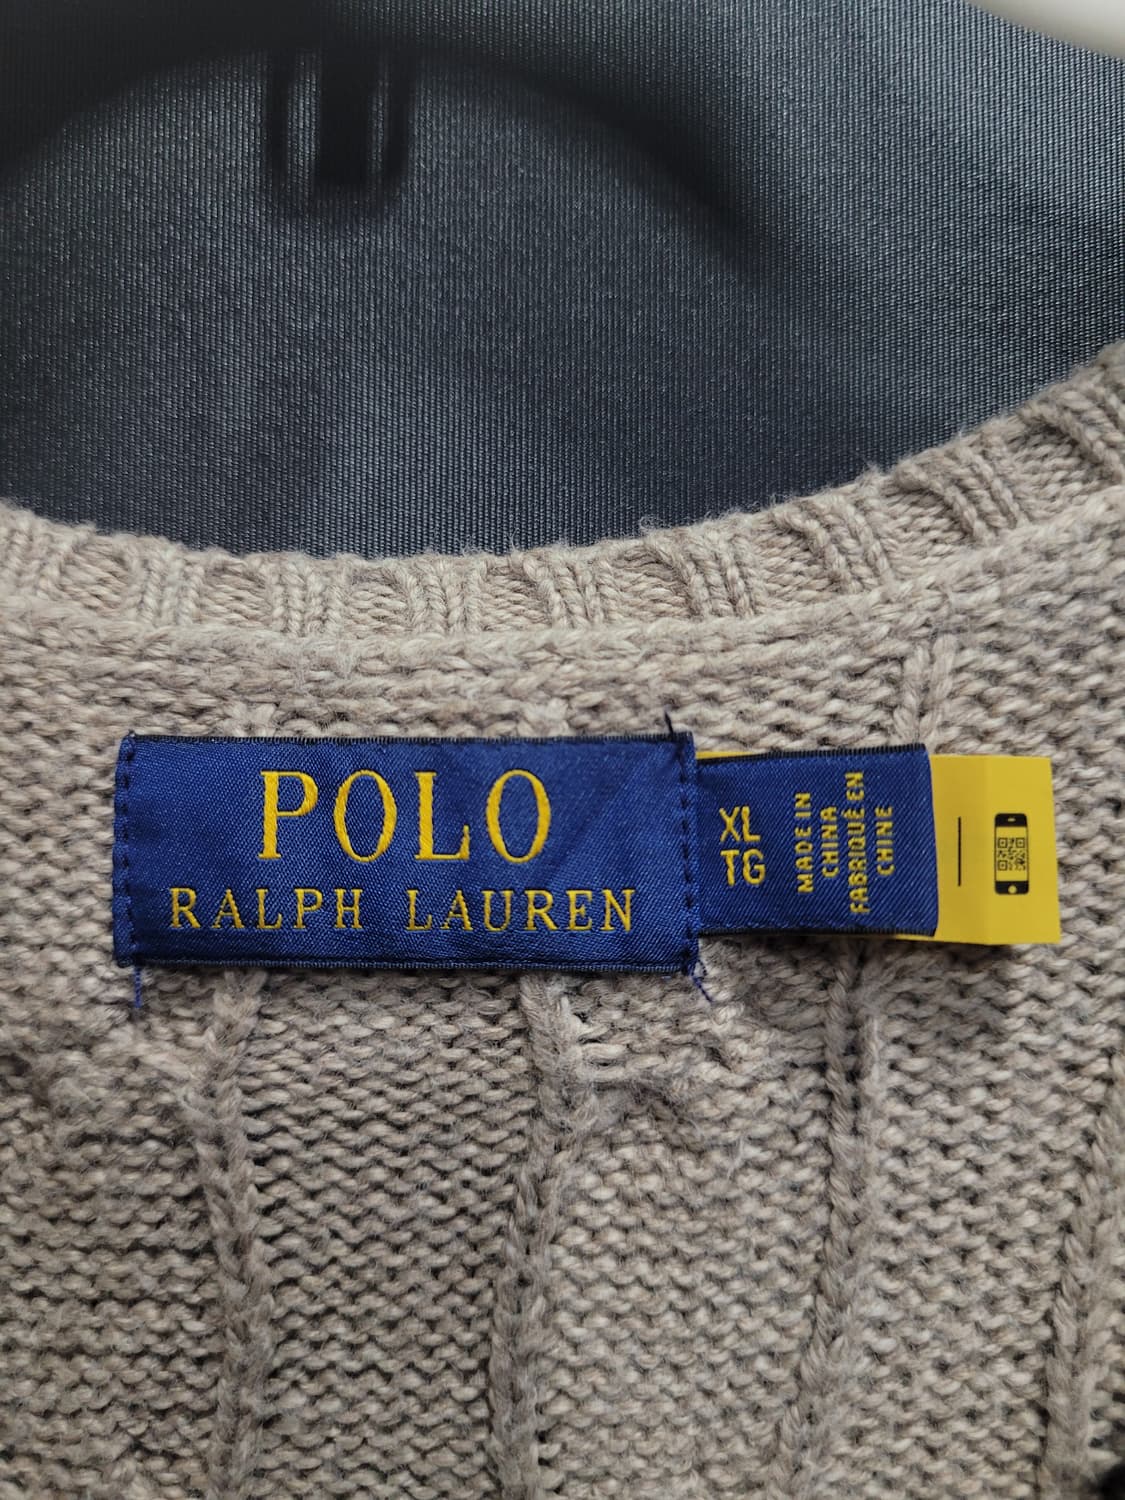 POLO
RALPH LAUREN
XL
TG
MADE IN
CHINA
FABRIQUÉ EN
CHINE